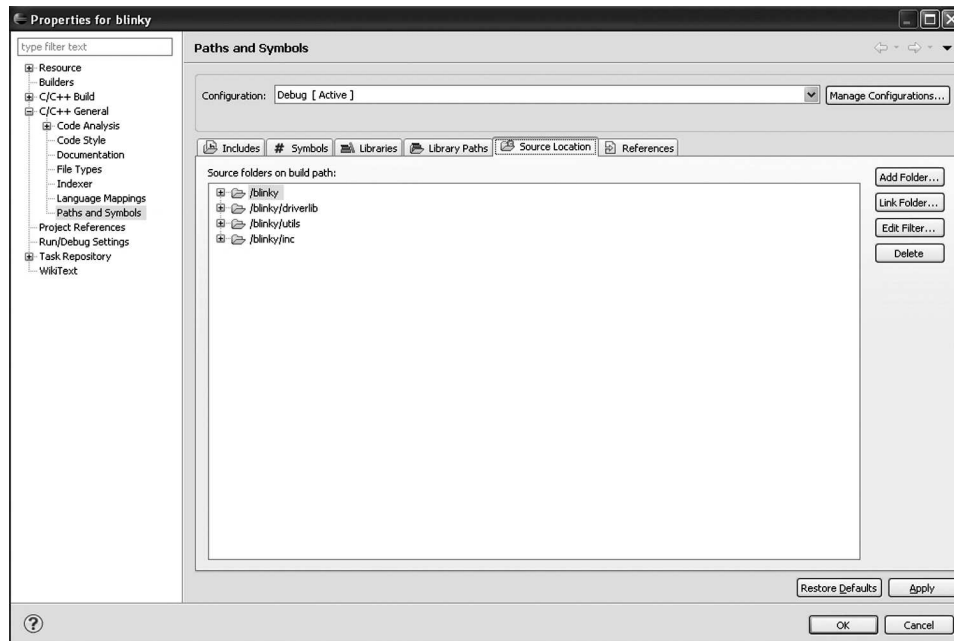 Properties for blinky
type filter text
Resource
Builders
C/C++ Build
C/C++ General
Code Analysis
Code Style
Documentation
File Types
Indexer
Language Mappings
Paths and Symbols
Project References
Run/Debug Settings
Task Repository
WikiText
Paths and Symbols
Configuration: Debug [ Active ] Manage Configurations...
Includes # Symbols Libraries Library Paths Source Location References
Source folders on build path:
/blinky
/blinky/driverlib
/blinky/utils
/blinky/inc
Add Folder...
Link Folder...
Edit Filter...
Delete
Restore Defaults Apply
? OK Cancel